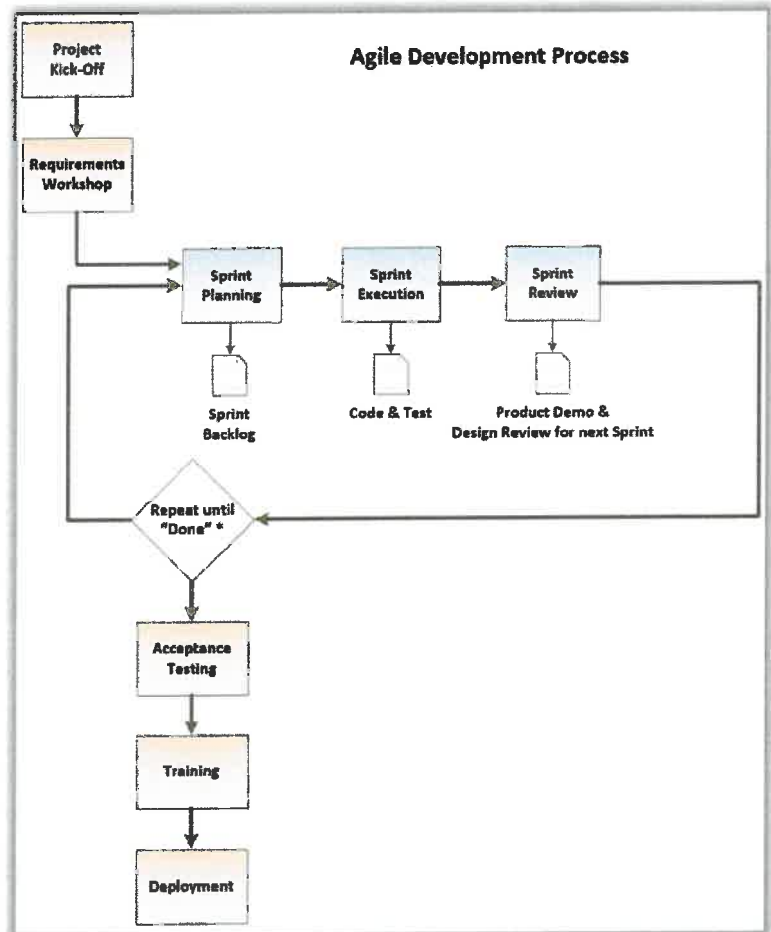 Agile Development Process
Project
Kick-Off
Requirements
Workshop
Sprint
Planning
Sprint
Execution
Sprint
Review
Sprint
Backlog
Code & Test
Product Demo &
Design Review for next Sprint
Repeat until
"Done" *
Acceptance
Testing
Training
Deployment